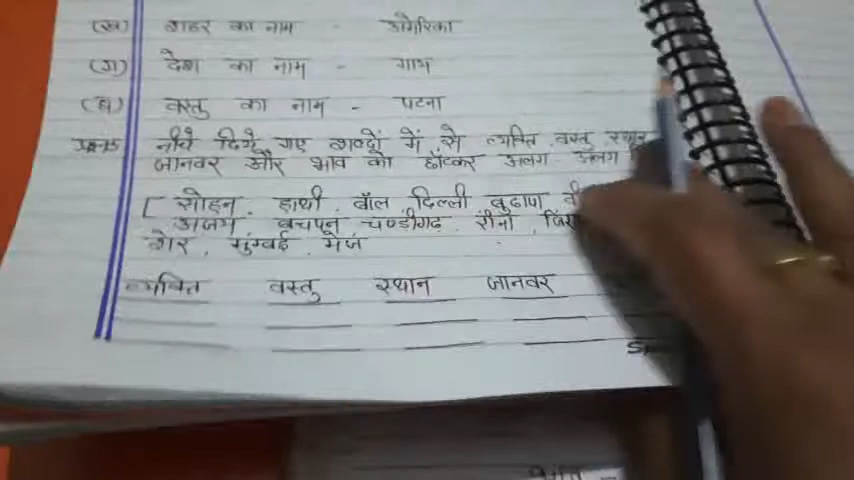 (ख) शहर का नाम - अमेरिका
(ग) देश का नाम - गाय
(घ) वस्तु का नाम - पटना
प्रश्न5 नीचे दिये गए शब्दों में से व्यक्ति, वस्तु, स्थान
जानवर और भाव को छाँटकर अलग अलग
[ सोहन, हाथी, बॉल, दिल्ली, बुढ़ापा
अजय, बचपन, चण्डीगढ़, रीना,
शेर, मुम्बई, मेज
व्यक्ति वस्तु स्थान जानवर